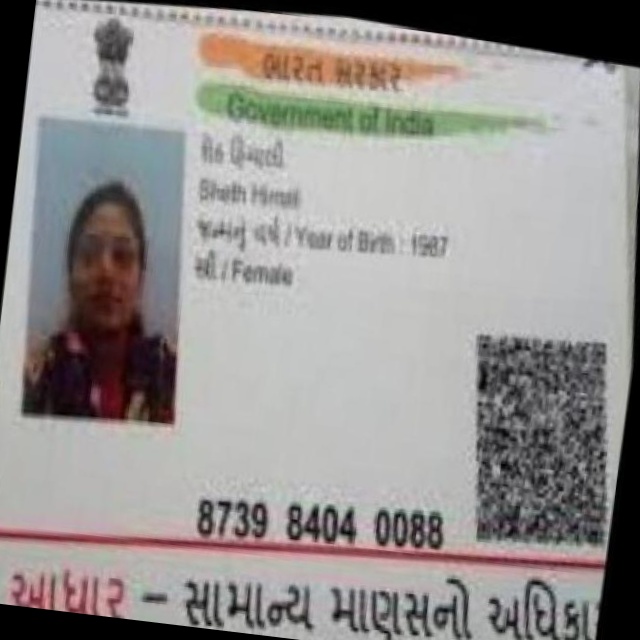 ભારત સરકાર
Government of India
શેઠ હિમાલી
Sheth Himali
જન્મનું વર્ષ / Year of Birth : 1987
સ્ત્રી / Female
8739 8404 0088
આધાર – સામાન્ય માણસનો અધિકા